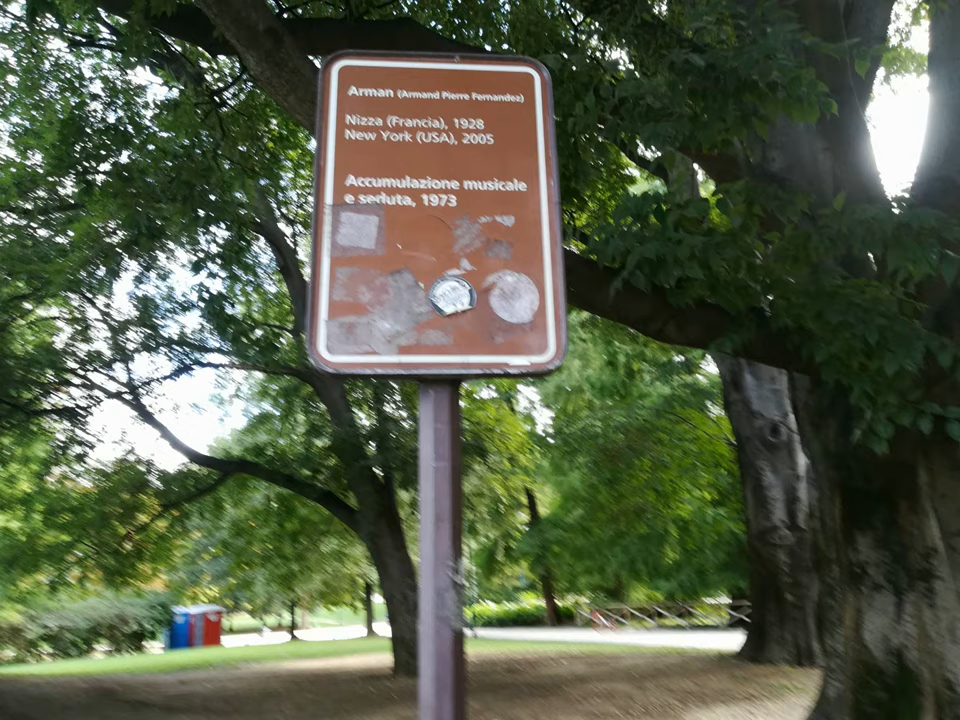 Arman (Armand Pierre Fernandez)
Nizza (Francia), 1928
New York (USA), 2005
Accumulazione musicale
e seduta, 1973